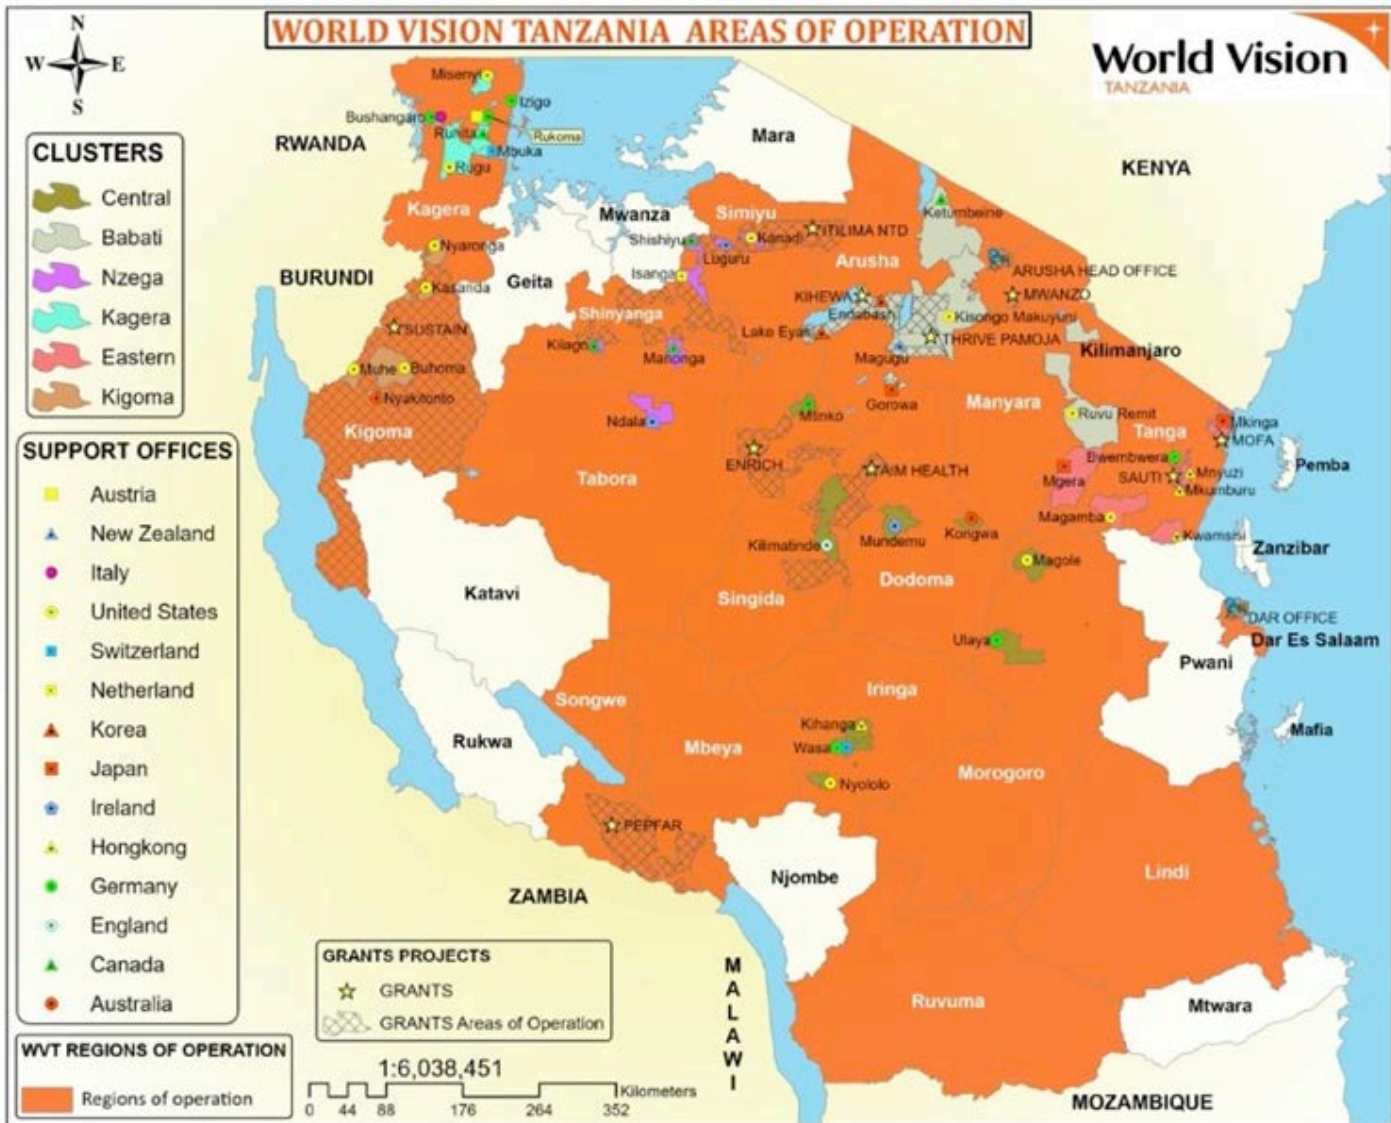 WORLD VISION TANZANIA AREAS OF OPERATION
World Vision
TANZANIA
N
W E
S
CLUSTERS
Central
Babati
Nzega
Kagera
Eastern
Kigoma
SUPPORT OFFICES
Austria
New Zealand
Italy
United States
Switzerland
Netherland
Korea
Japan
Ireland
Hongkong
Germany
England
Canada
Australia
WVT REGIONS OF OPERATION
Regions of operation
GRANTS PROJECTS
GRANTS
GRANTS Areas of Operation
1:6,038,451
Kilometers
0 44 88 176 264 352
RWANDA
BURUNDI
KENYA
ZAMBIA
MALAWI
MOZAMBIQUE
Misenyi
Izigo
Bushangaro
Rukoma
Runita
Mbuka
Rugu
Kagera
Nyaronga
Kasanda
SUSTAIN
Muhe
Buhoma
Nyakitonto
Kigoma
Mara
Mwanza
Geita
Simiyu
Shishiyu
Luguru
Kanadi
ITILIMA NTD
Isanga
Shinyanga
Kilago
Manonga
Ndala
Tabora
Arusha
Ketumbeine
ARUSHA HEAD OFFICE
MWANZO
KIHEWA
Endabash
Kisongo Makuyuni
Lake Eyasi
THRIVE PAMOJA
Magugu
Kilimanjaro
Gorowa
Manyara
Mtinko
Ruvu Remit
Tanga
Mkinga
MOFA
Bwembwera
SAUTI
Mnyuzi
Mkumburu
Mgera
Magamba
Kwamsisi
Pemba
Zanzibar
ENRICH
AIM HEALTH
Kilimatinde
Mundemu
Kongwa
Magole
Dodoma
Singida
Katavi
DAR OFFICE
Dar Es Salaam
Pwani
Mafia
Ulaya
Iringa
Songwe
Rukwa
Mbeya
Kihanga
Wasa
Nyololo
Morogoro
PEPFAR
Njombe
Lindi
Ruvuma
Mtwara